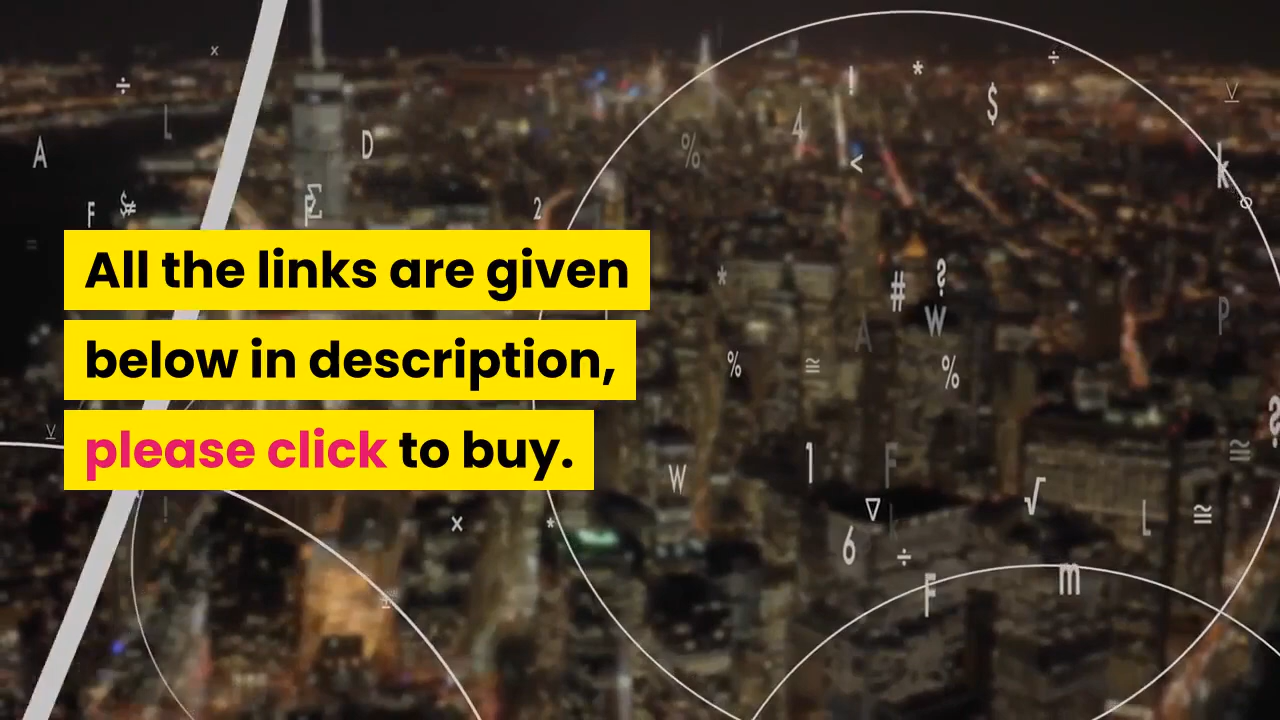 All the links are given
below in description,
please click to buy.